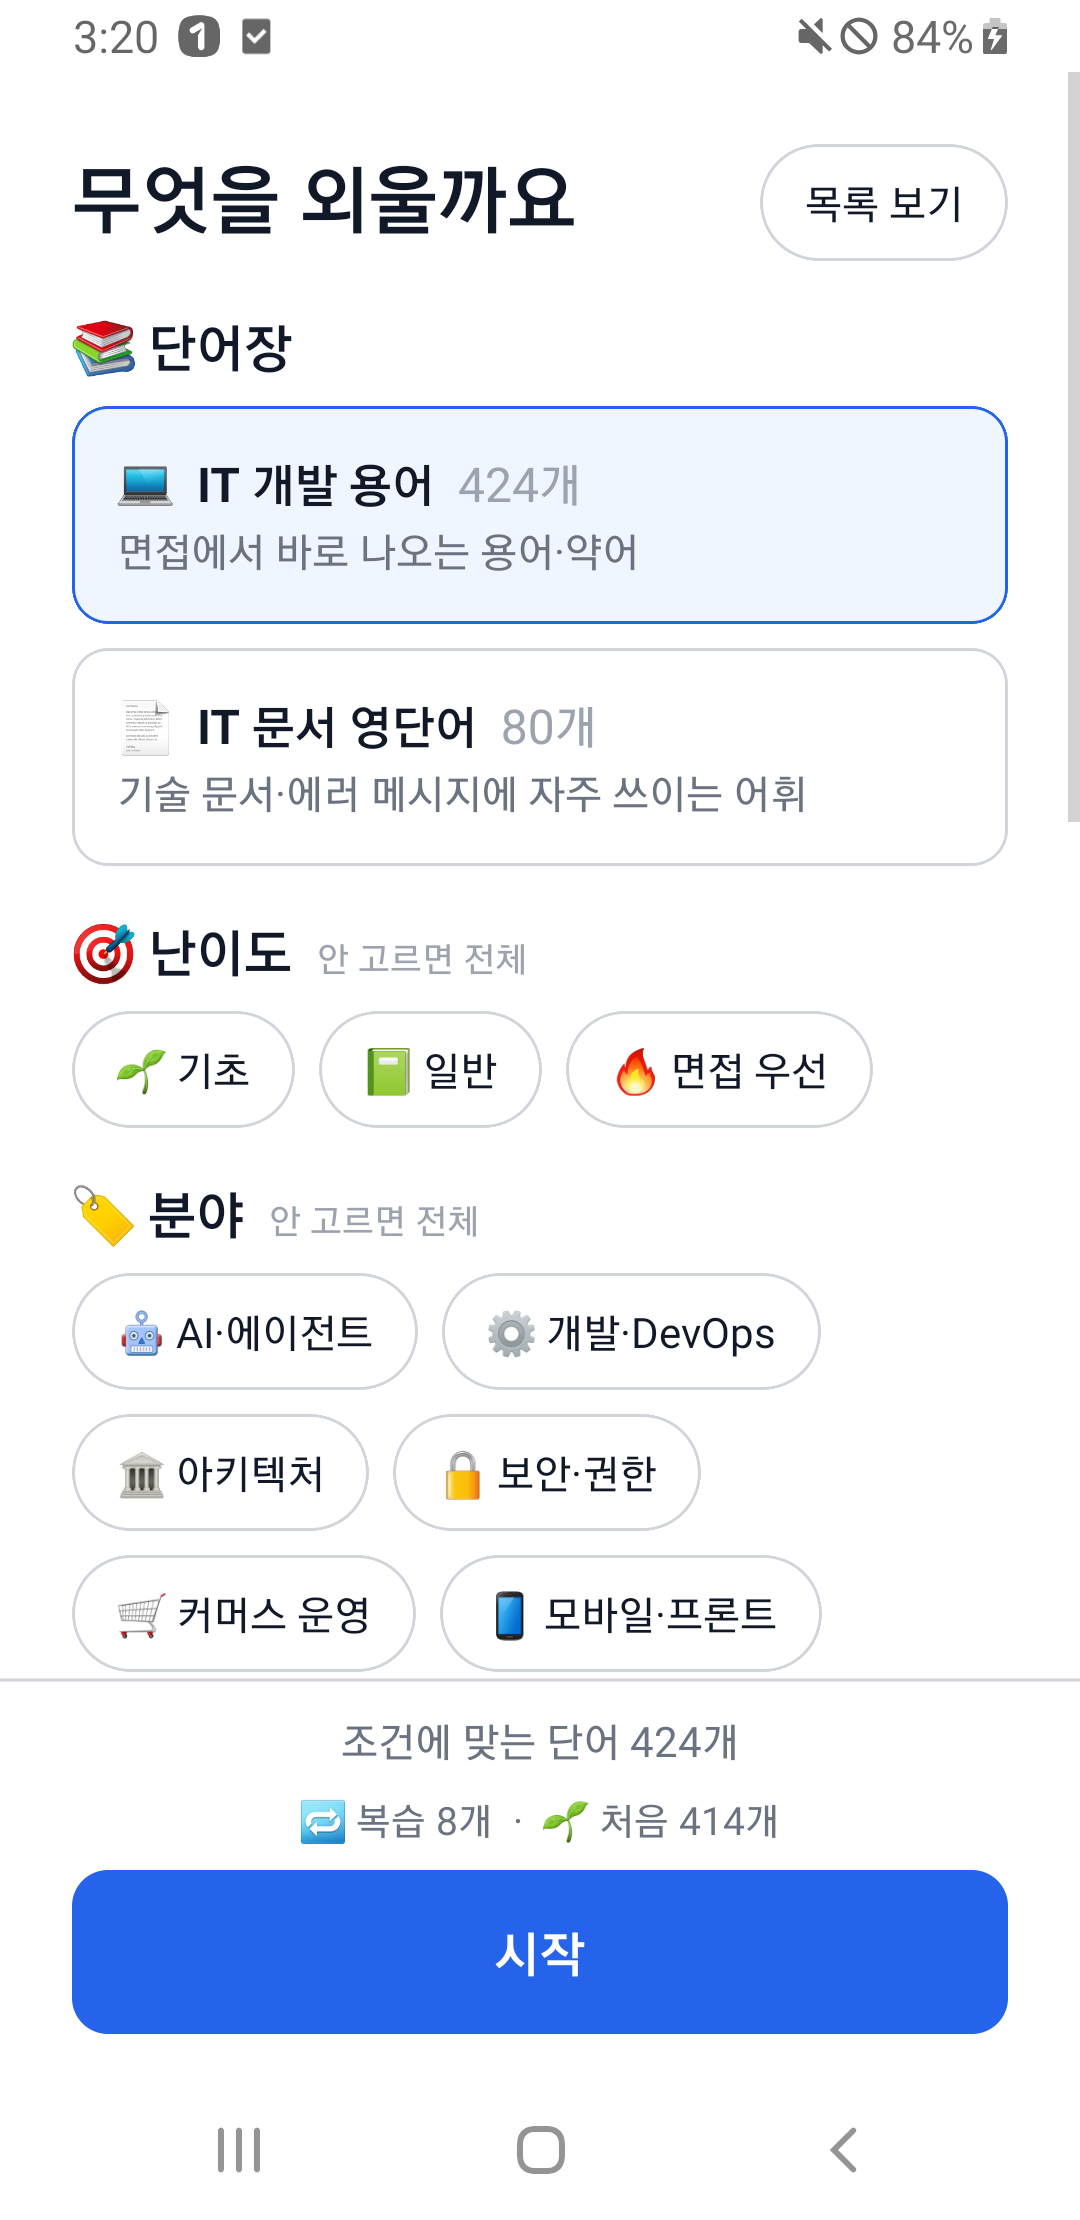 3:20
84%
무엇을 외울까요
목록 보기
단어장
IT 개발 용어 424개
면접에서 바로 나오는 용어·약어
IT 문서 영단어 80개
기술 문서·에러 메시지에 자주 쓰이는 어휘
난이도 안 고르면 전체
기초
일반
면접 우선
분야 안 고르면 전체
AI·에이전트
개발·DevOps
아키텍처
보안·권한
커머스 운영
모바일·프론트
조건에 맞는 단어 424개
복습 8개 · 처음 414개
시작